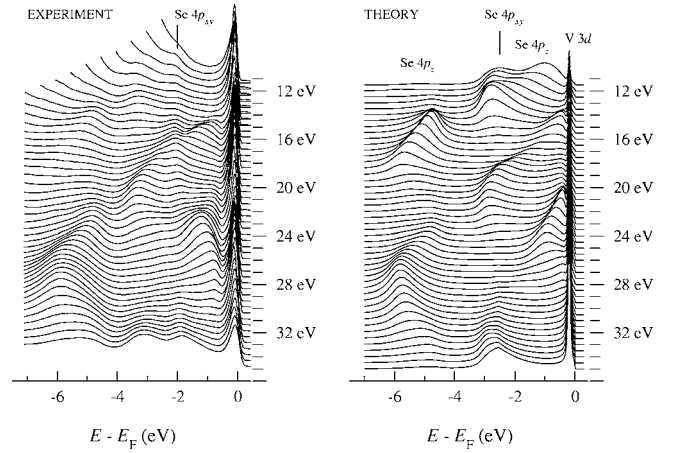 EXPERIMENT
Se 4p_xy
12 eV
16 eV
20 eV
24 eV
28 eV
32 eV
-6 -4 -2 0
E - E_F (eV)
THEORY
Se 4p_xy
V 3d
Se 4p_z
Se 4p_z
12 eV
16 eV
20 eV
24 eV
28 eV
32 eV
-6 -4 -2 0
E - E_F (eV)